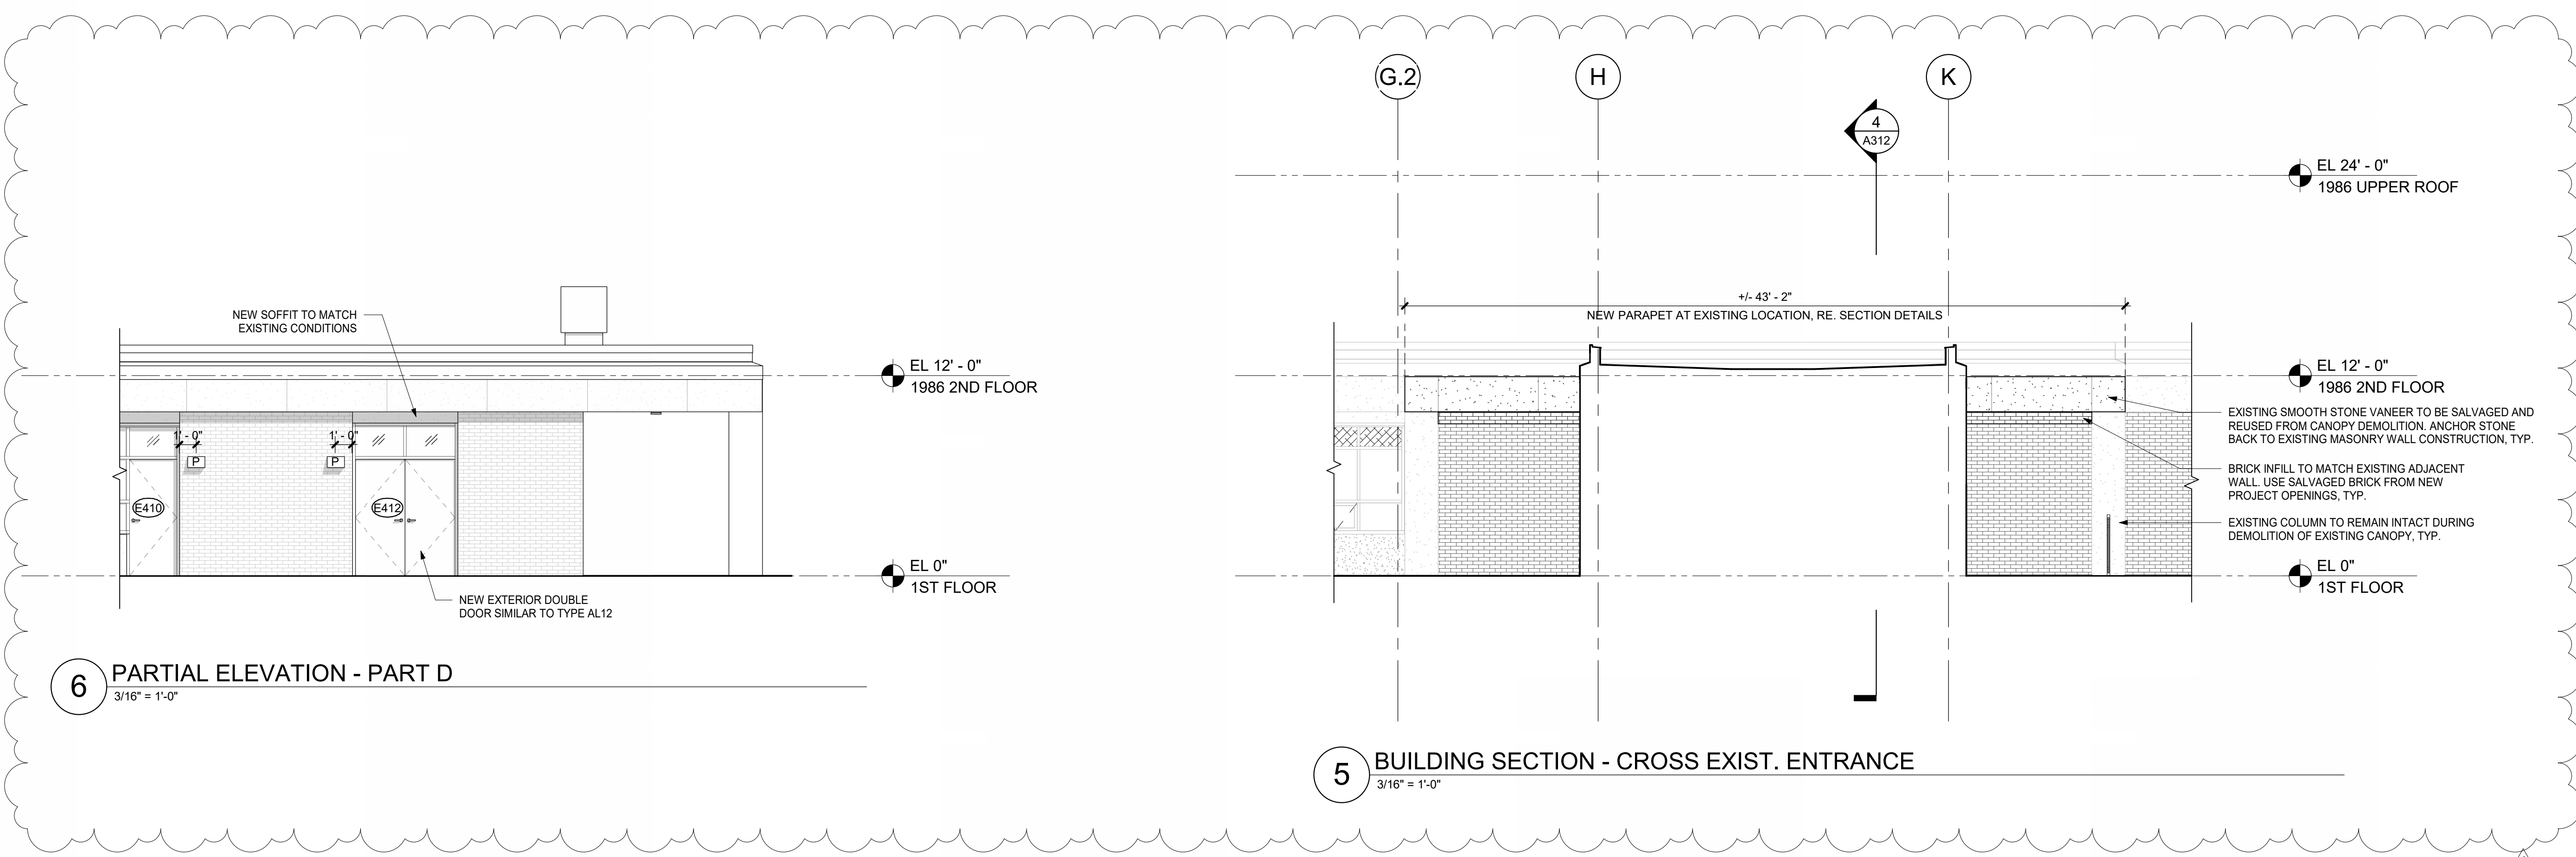 NEW SOFFIT TO MATCH
EXISTING CONDITIONS
1' - 0"
1' - 0"
P
P
E410
E412
EL 12' - 0"
1986 2ND FLOOR
EL 0"
1ST FLOOR
NEW EXTERIOR DOUBLE
DOOR SIMILAR TO TYPE AL12
6
PARTIAL ELEVATION - PART D
3/16" = 1'-0"
G.2
H
K
4
A312
EL 24' - 0"
1986 UPPER ROOF
+/- 43' - 2"
NEW PARAPET AT EXISTING LOCATION, RE. SECTION DETAILS
EL 12' - 0"
1986 2ND FLOOR
EXISTING SMOOTH STONE VANEER TO BE SALVAGED AND
REUSED FROM CANOPY DEMOLITION. ANCHOR STONE
BACK TO EXISTING MASONRY WALL CONSTRUCTION, TYP.
BRICK INFILL TO MATCH EXISTING ADJACENT
WALL. USE SALVAGED BRICK FROM NEW
PROJECT OPENINGS, TYP.
EXISTING COLUMN TO REMAIN INTACT DURING
DEMOLITION OF EXISTING CANOPY, TYP.
EL 0"
1ST FLOOR
5
BUILDING SECTION - CROSS EXIST. ENTRANCE
3/16" = 1'-0"